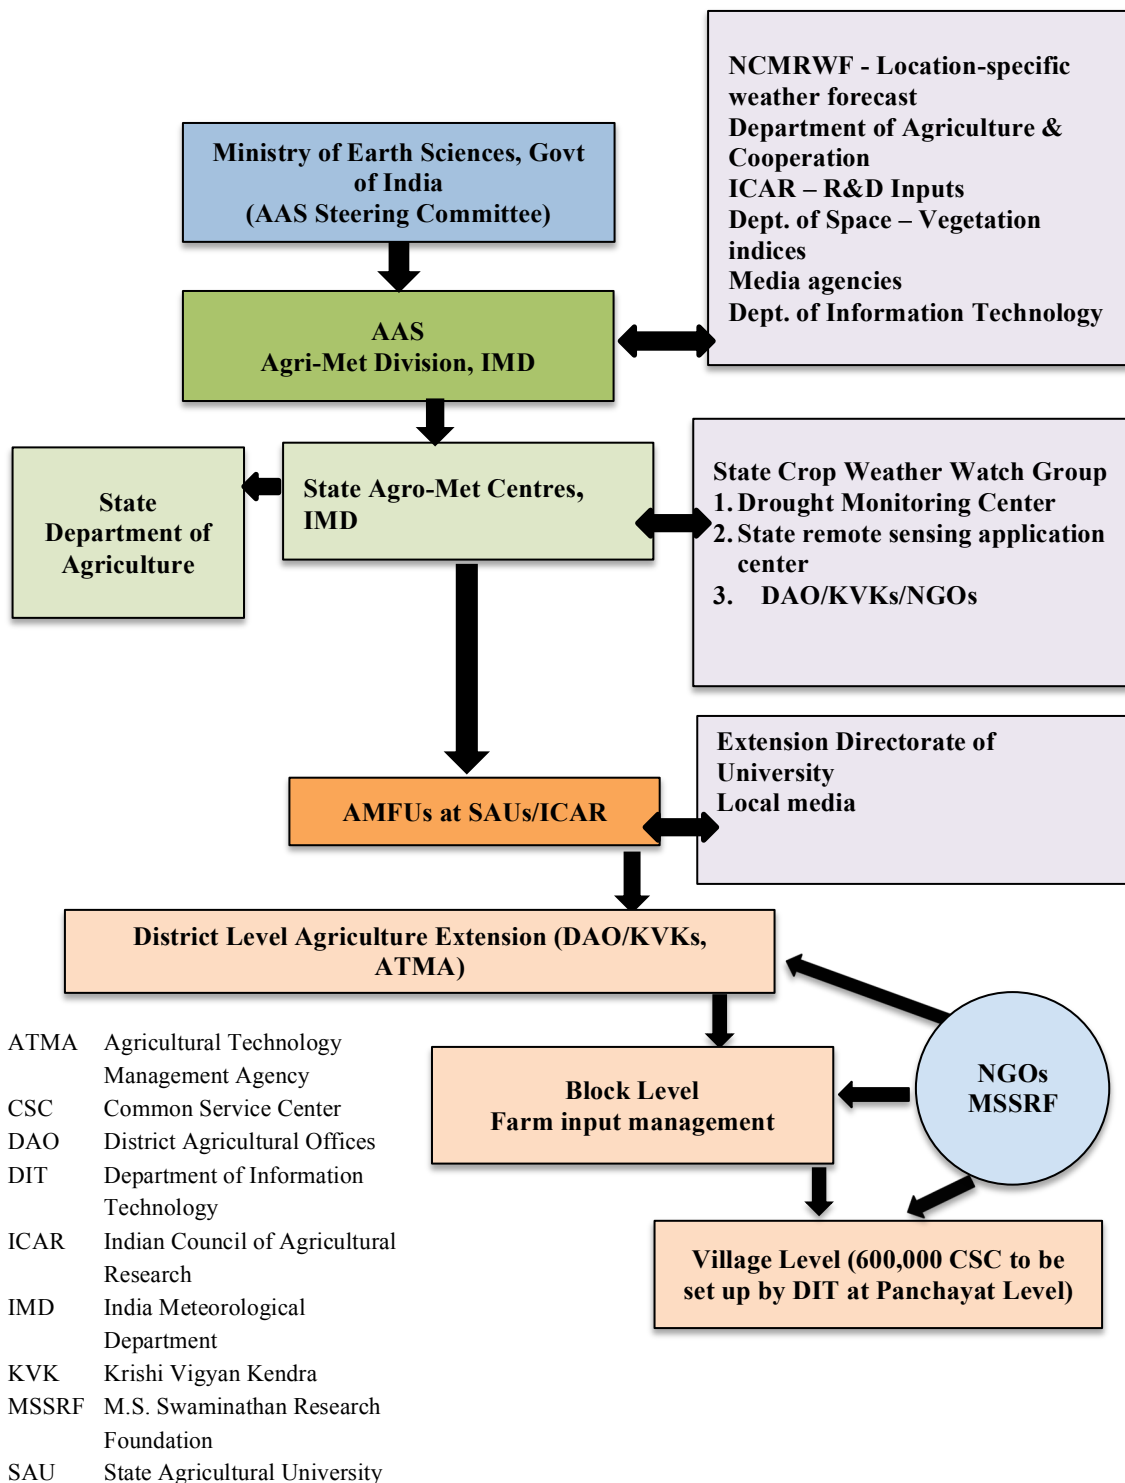 NCMRWF - Location-specific
weather forecast
Department of Agriculture &
Cooperation
ICAR – R&D Inputs
Dept. of Space – Vegetation
indices
Media agencies
Dept. of Information Technology
Ministry of Earth Sciences, Govt
of India
(AAS Steering Committee)
AAS
Agri-Met Division, IMD
State
Department of
Agriculture
State Agro-Met Centres,
IMD
State Crop Weather Watch Group
1. Drought Monitoring Center
2. State remote sensing application
center
3. DAO/KVKs/NGOs
Extension Directorate of
University
Local media
AMFUs at SAUs/ICAR
District Level Agriculture Extension (DAO/KVKs,
ATMA)
Block Level
Farm input management
NGOs
MSSRF
Village Level (600,000 CSC to be
set up by DIT at Panchayat Level)
ATMA Agricultural Technology
Management Agency
CSC Common Service Center
DAO District Agricultural Offices
DIT Department of Information
Technology
ICAR Indian Council of Agricultural
Research
IMD India Meteorological
Department
KVK Krishi Vigyan Kendra
MSSRF M.S. Swaminathan Research
Foundation
SAU State Agricultural University